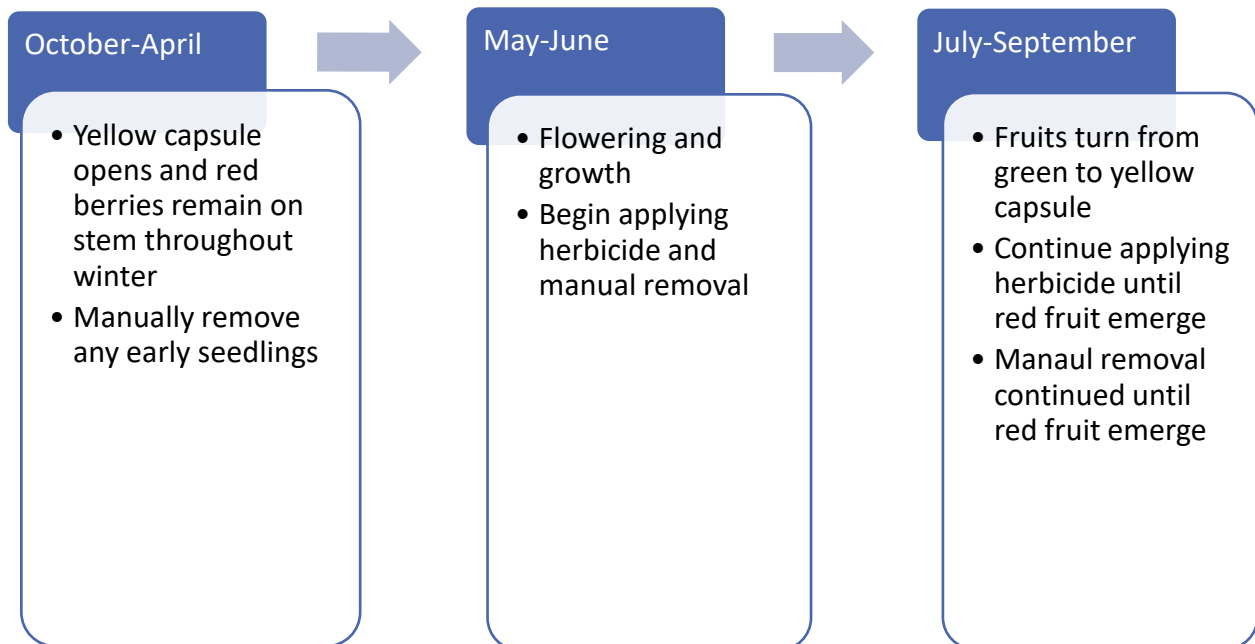 October-April
• Yellow capsule
opens and red
berries remain on
stem throughout
winter
• Manually remove
any early seedlings
May-June
• Flowering and
growth
• Begin applying
herbicide and
manual removal
July-September
• Fruits turn from
green to yellow
capsule
• Continue applying
herbicide until
red fruit emerge
• Manaul removal
continued until
red fruit emerge